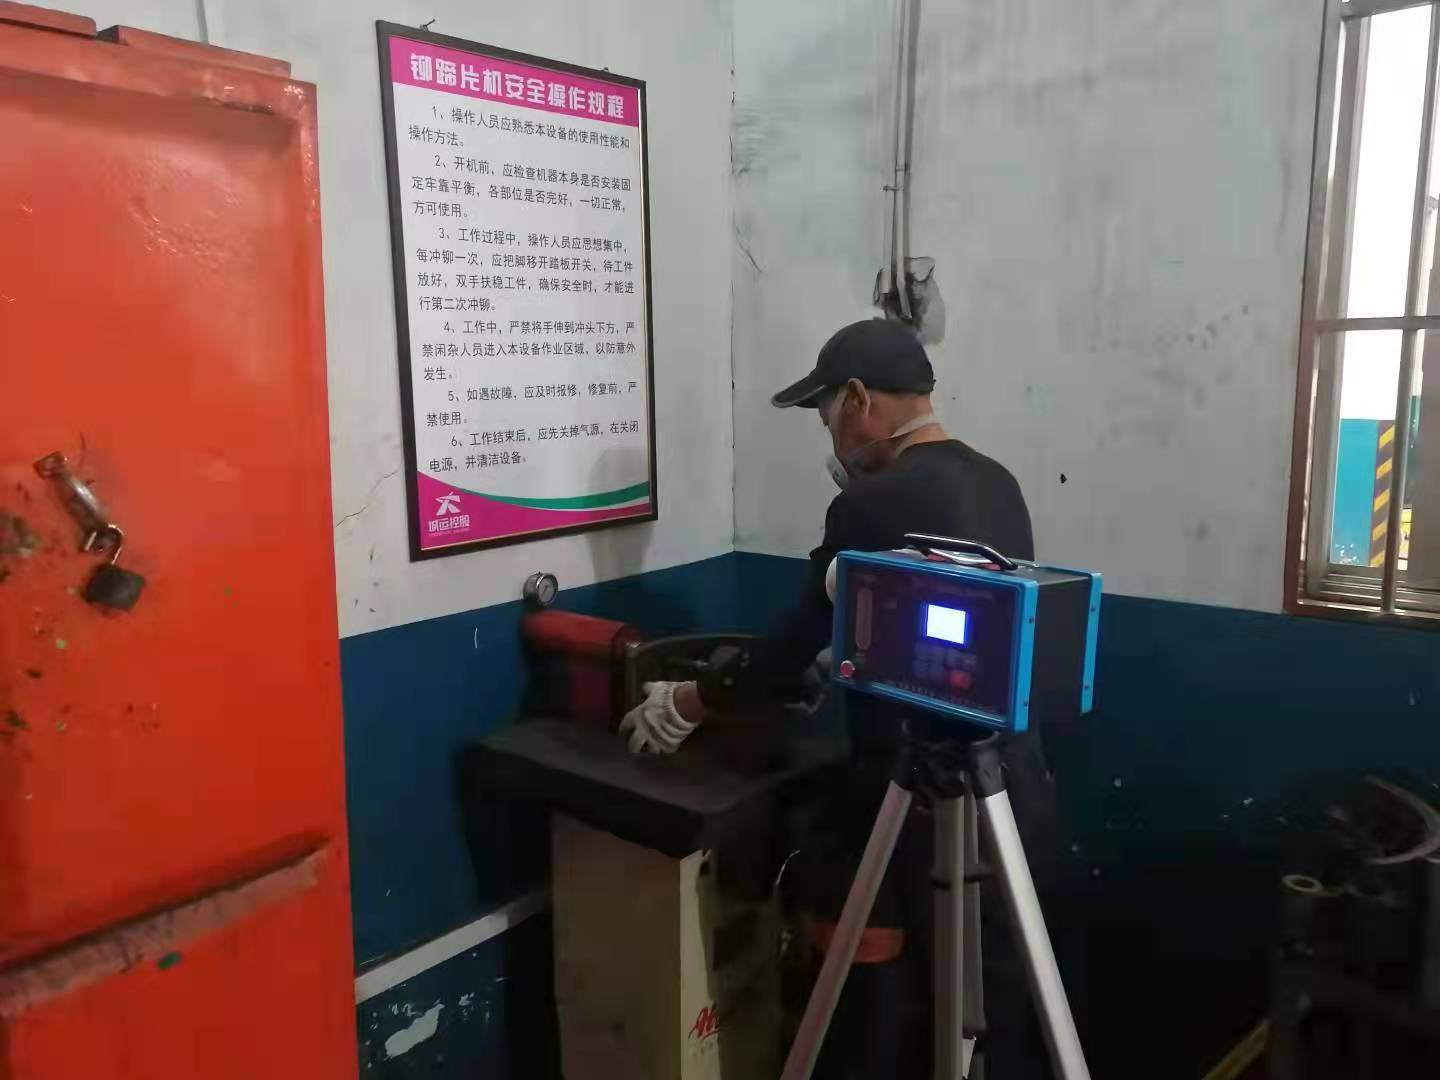 铆蹄片机安全操作规程
1、操作人员应熟悉本设备的使用性能和
操作方法。
2、开机前，应检查机器本身是否安装固
定牢靠平衡，各部位是否完好，一切正常，
方可使用。
3、工作过程中，操作人员应思想集中，
每冲铆一次，应把脚移开踏板开关，待工件
放好，双手扶稳工件，确保安全时，才能进
行第二次冲铆。
4、工作中，严禁将手伸到冲头下方，严
禁闲杂人员进入本设备作业区域，以防意外
发生。
5、如遇故障，应及时报修，修复前，严
禁使用。
6、工作结束后，应先关掉气源，在关闭
电源，并清洁设备。
城运控股